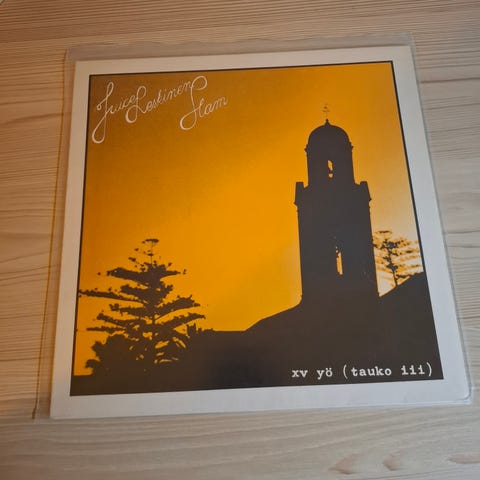 Juice Leskinen
Slam
xv yö (tauko iii)